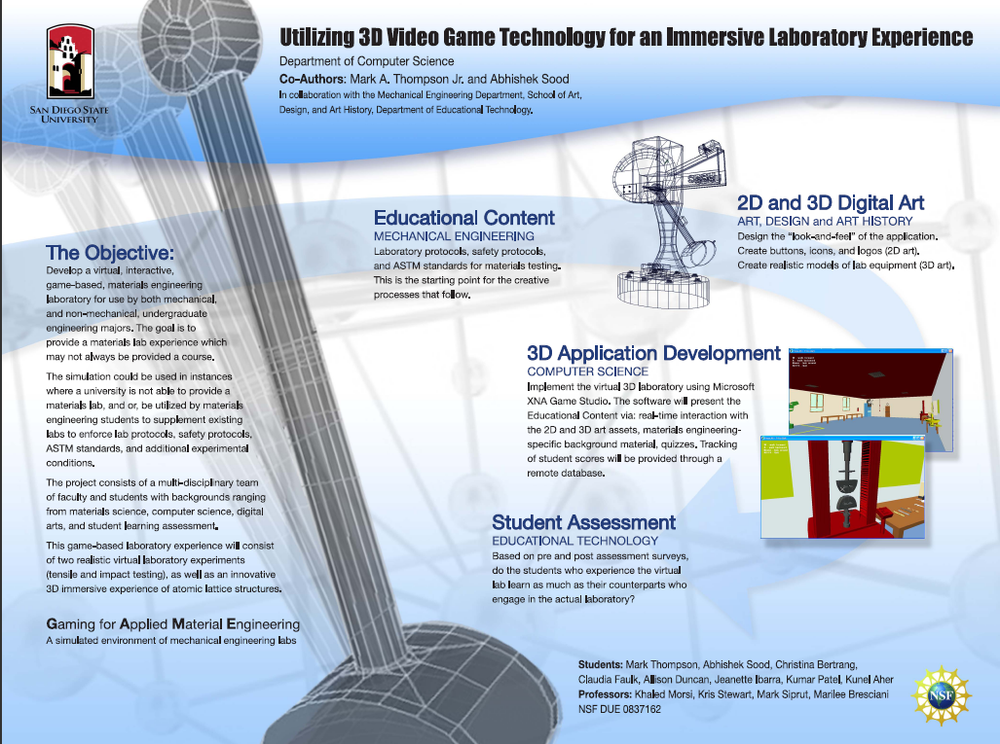 Utilizing 3D Video Game Technology for an Immersive Laboratory Experience
Department of Computer Science
Co-Authors: Mark A. Thompson Jr. and Abhishek Sood
In collaboration with the Mechanical Engineering Department, School of Art,
Design, and Art History, Department of Educational Technology.
SAN DIEGO STATE
UNIVERSITY
The Objective:
Develop a virtual, interactive,
game-based, materials engineering
laboratory for use by both mechanical,
and non-mechanical, undergraduate
engineering majors. The goal is to
provide a materials lab experience which
may not always be provided a course.
The simulation could be used in instances
where a university is not able to provide a
materials lab, and or, be utilized by materials
engineering students to supplement existing
labs to enforce lab protocols, safety protocols,
ASTM standards, and additional experimental
conditions.
The project consists of a multi-disciplinary team
of faculty and students with backgrounds ranging
from materials science, computer science, digital
arts, and student learning assessment.
This game-based laboratory experience will consist
of two realistic virtual laboratory experiments
(tensile and impact testing), as well as an innovative
3D immersive experience of atomic lattice structures.
Gaming for Applied Material Engineering
A simulated environment of mechanical engineering labs
Educational Content
MECHANICAL ENGINEERING
Laboratory protocols, safety protocols,
and ASTM standards for materials testing.
This is the starting point for the creative
processes that follow.
2D and 3D Digital Art
ART, DESIGN and ART HISTORY
Design the "look-and-feel" of the application.
Create buttons, icons, and logos (2D art).
Create realistic models of lab equipment (3D art).
3D Application Development
COMPUTER SCIENCE
Implement the virtual 3D laboratory using Microsoft
XNA Game Studio. The software will present the
Educational Content via: real-time interaction with
the 2D and 3D art assets, materials engineering-
specific background material, quizzes. Tracking
of student scores will be provided through a
remote database.
Student Assessment
EDUCATIONAL TECHNOLOGY
Based on pre and post assessment surveys,
do the students who experience the virtual
lab learn as much as their counterparts who
engage in the actual laboratory?
Students: Mark Thompson, Abhishek Sood, Christina Bertrang,
Claudia Faulk, Allison Duncan, Jeanette Ibarra, Kumar Patel, Kunel Aher
Professors: Khaled Morsi, Kris Stewart, Mark Siprut, Marilee Bresciani
NSF DUE 0837162
NSF